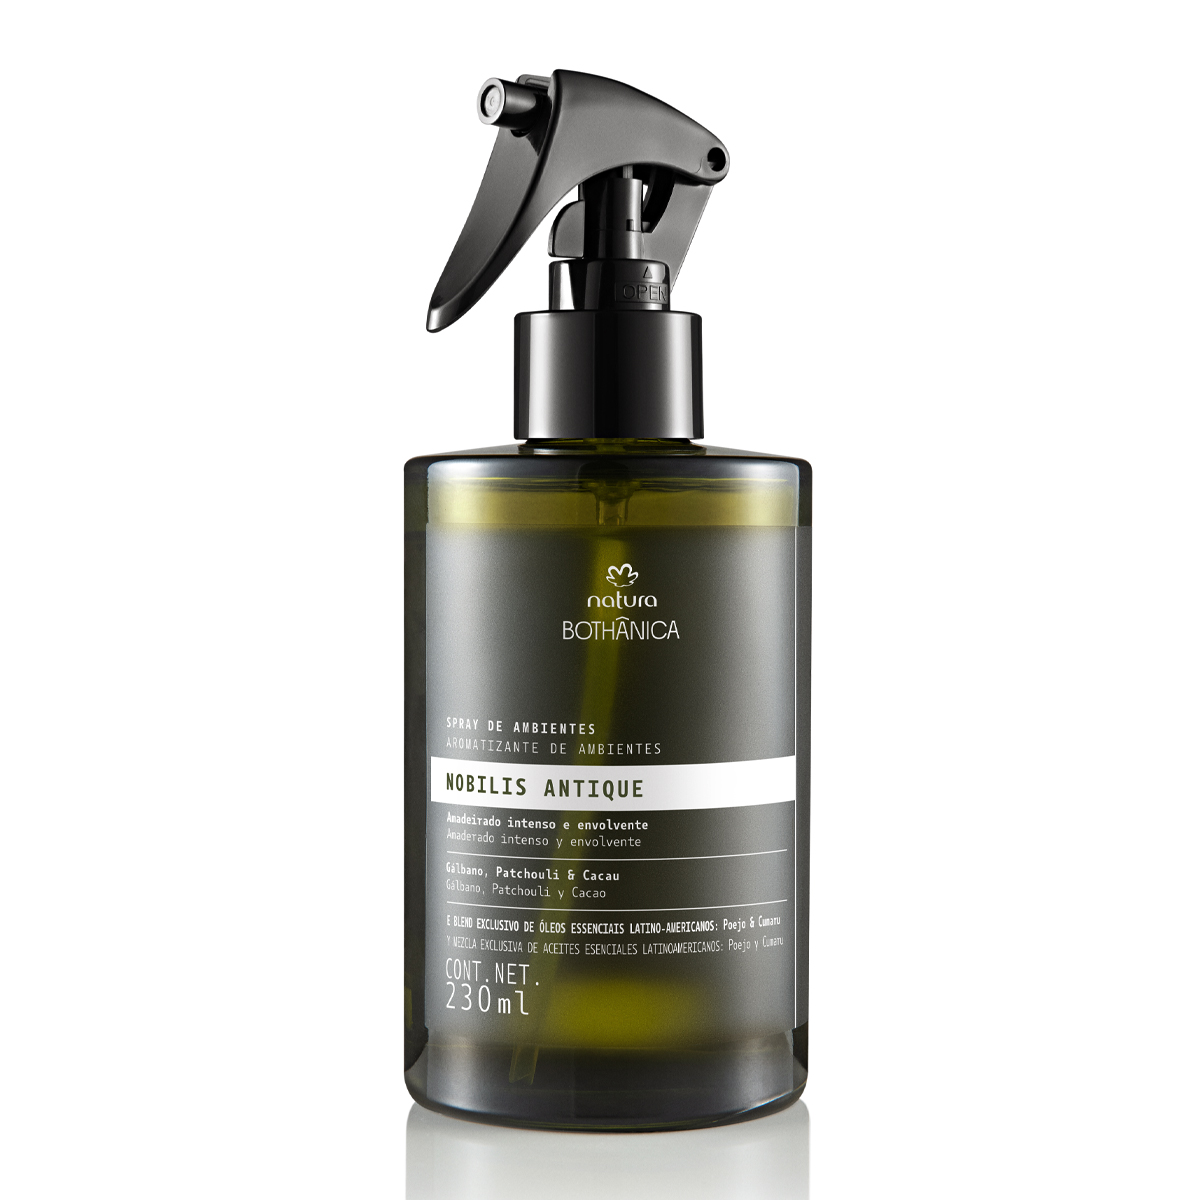 OPEN
natura
BOTHÂNICA
SPRAY DE AMBIENTES
AROMATIZANTE DE AMBIENTES
NOBILIS ANTIQUE
Amadeirado intenso e envolvente
Amaderado intenso y envolvente
Gálbano, Patchouli & Cacau
Gálbano, Patchouli y Cacao
E BLEND EXCLUSIVO DE ÓLEOS ESSENCIAIS LATINO-AMERICANOS: Poejo & Cumaru
Y MEZCLA EXCLUSIVA DE ACEITES ESENCIALES LATINOAMERICANOS: Poejo y Cumaru
CONT.NET.
230ml